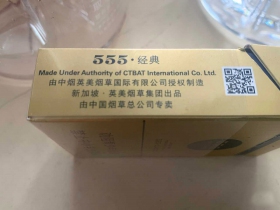 555·经典
Made Under Authority of CTBAT International Co. Ltd.
由中烟英美烟草国际有限公司授权制造
新加坡·英美烟草集团出品
由中国烟草总公司专卖